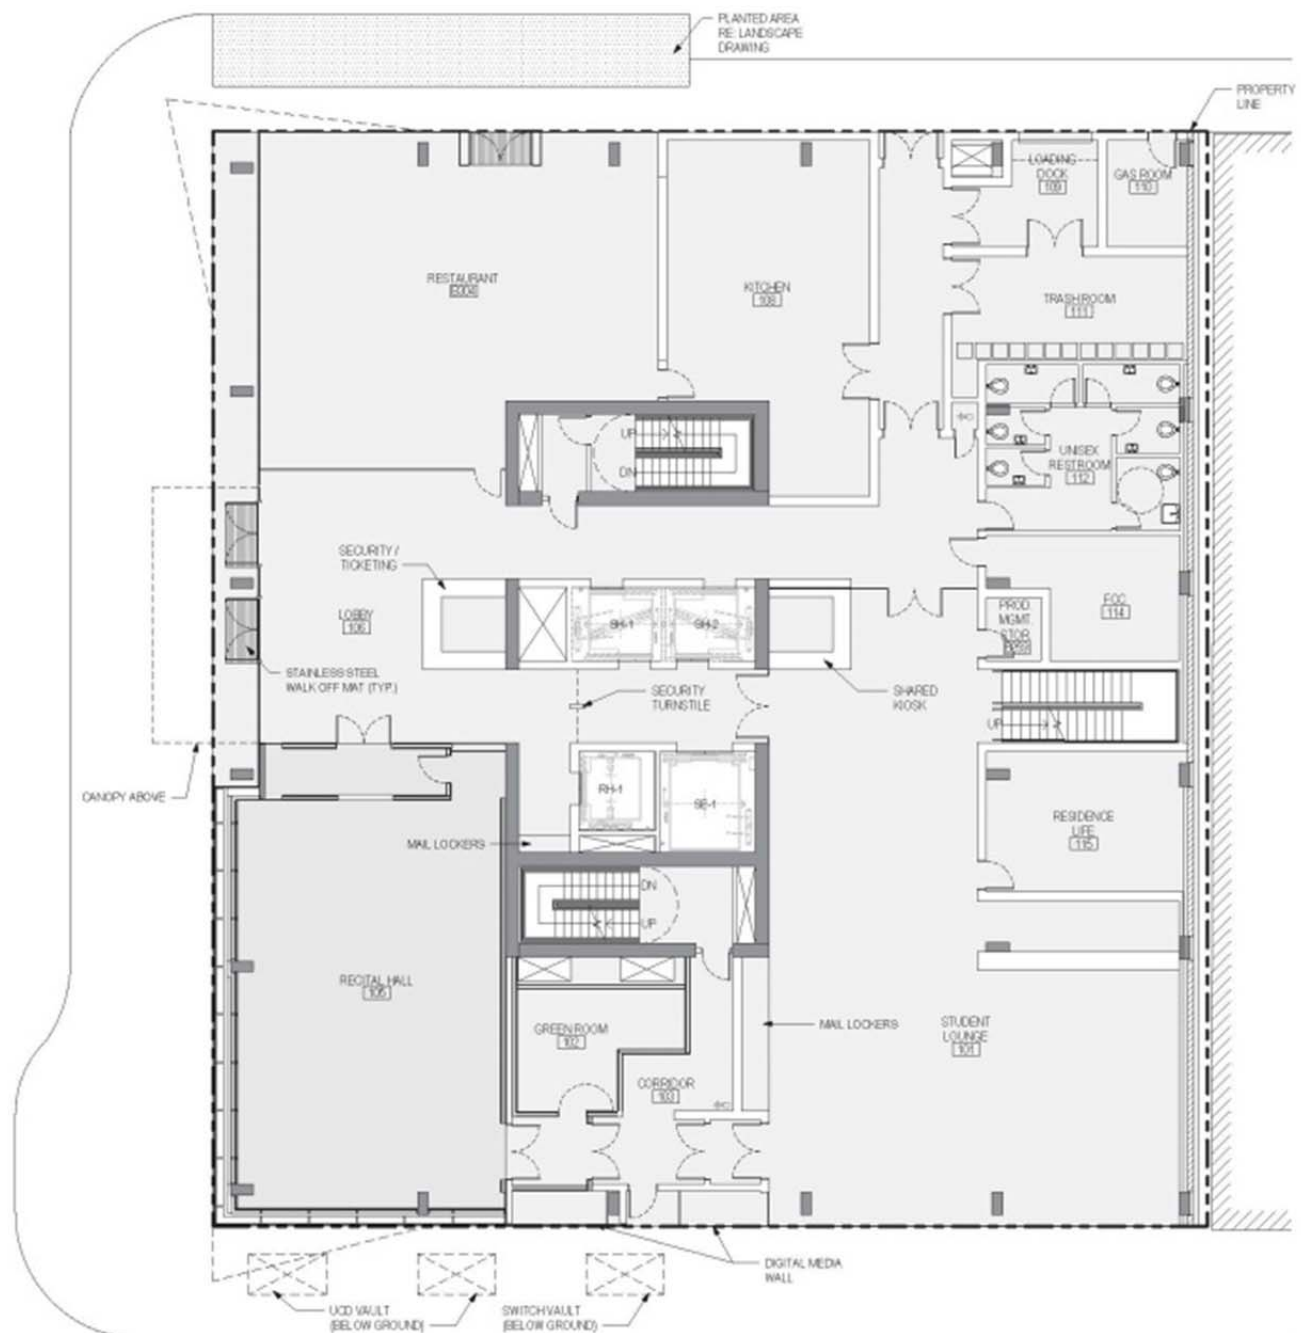 PLANTED AREA
RE: LANDSCAPE
DRAWING
PROPERTY
LINE
LOADING
DOCK
109
GAS ROOM
110
RESTAURANT
KITCHEN
108
TRASH ROOM
111
UP
DN
UNISEX
RESTROOM
112
SECURITY /
TICKETING
LOBBY
106
SH-1
SH-2
PROD.
MGMT.
STOR.
FCC
114
STAINLESS STEEL
WALK OFF MAT (TYP.)
SECURITY
TURNSTILE
SHARED
KIOSK
UP
CANOPY ABOVE
RH-1
SE-1
MAIL LOCKERS
RESIDENCE
LIFE
115
DN
UP
RECITAL HALL
105
GREEN ROOM
102
MAIL LOCKERS
STUDENT
LOUNGE
101
CORRIDOR
103
DIGITAL MEDIA
WALL
UCD VAULT
(BELOW GROUND)
SWITCH VAULT
(BELOW GROUND)